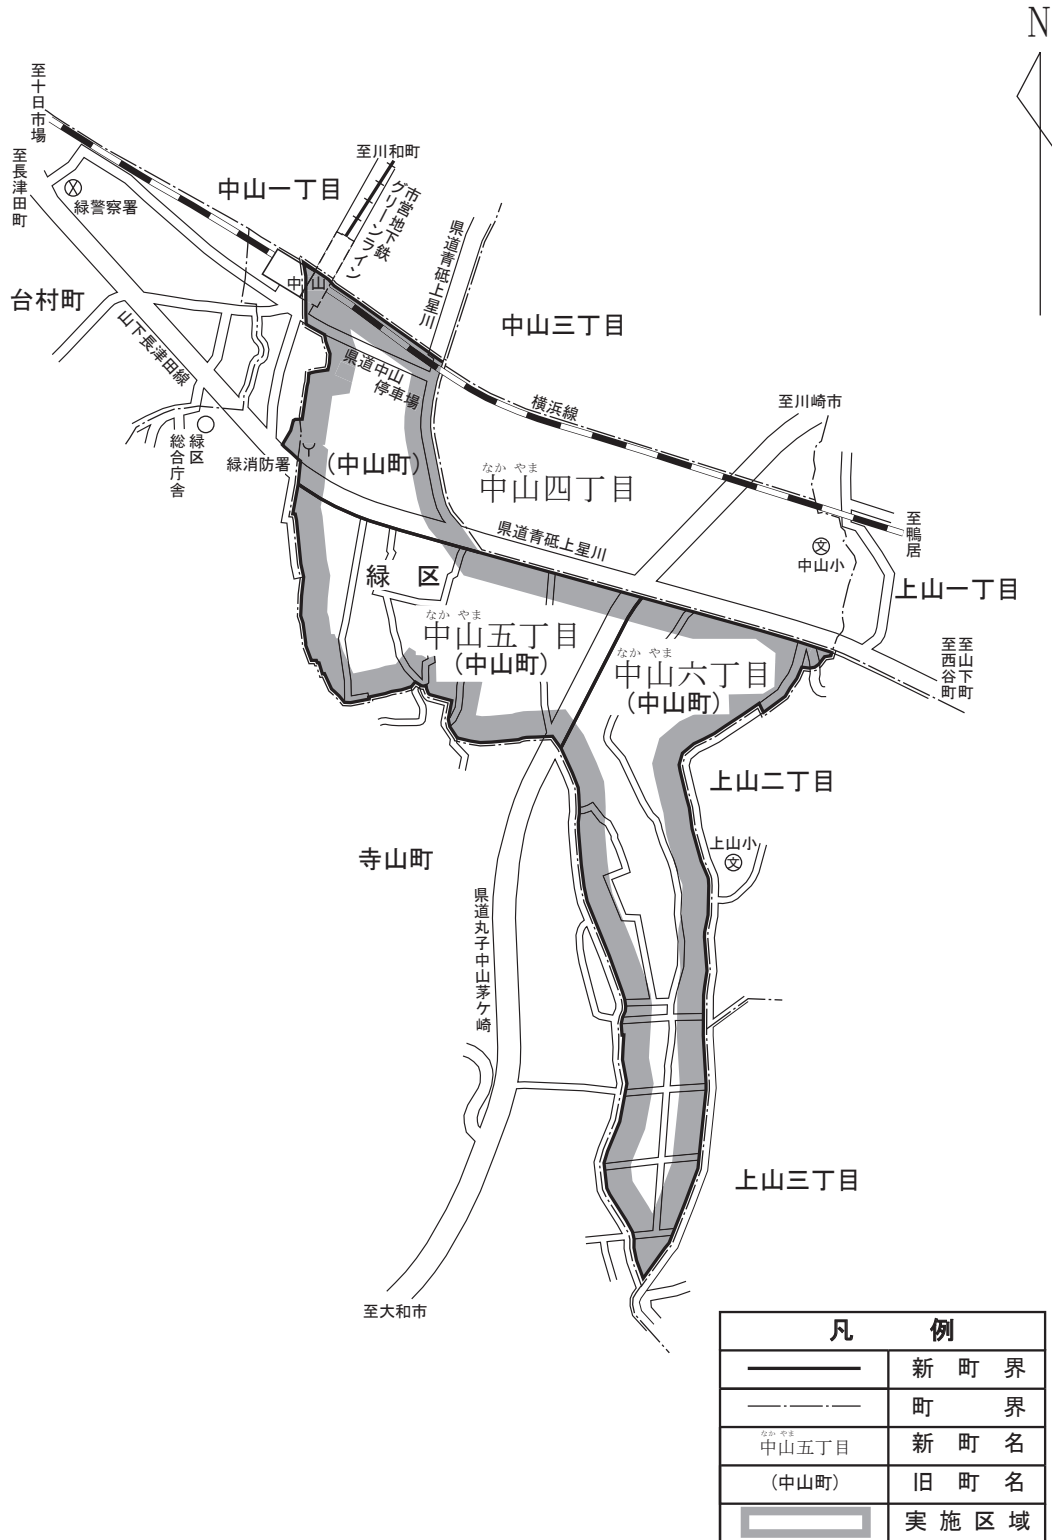 N
至十日市場
至長津田町
緑警察署
中山一丁目
至川和町
市営地下鉄
グリーンライン
県道青砥上星川
台村町
中山
中山三丁目
山下長津田線
県道中山
停車場
横浜線
至川崎市
緑区
総合庁舎
緑消防署
(中山町)
なか やま
中山四丁目
県道青砥上星川
至鴨居
中山小
文
上山一丁目
緑 区
なか やま
中山五丁目
(中山町)
なか やま
中山六丁目
(中山町)
至山下町
至西谷町
上山二丁目
上山小
文
寺山町
県道丸子中山茅ケ崎
上山三丁目
至大和市
凡 例
新 町 界
町 界
なか やま
中山五丁目
新 町 名
(中山町)
旧 町 名
実 施 区 域